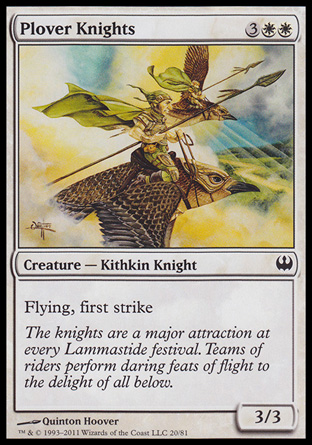 Plover Knights 3
Creature — Kithkin Knight
Flying, first strike
The knights are a major attraction at
every Lammastide festival. Teams of
riders perform daring feats of flight to
the delight of all below.
Quinton Hoover
™ & © 1993–2011 Wizards of the Coast LLC 20/81
3/3